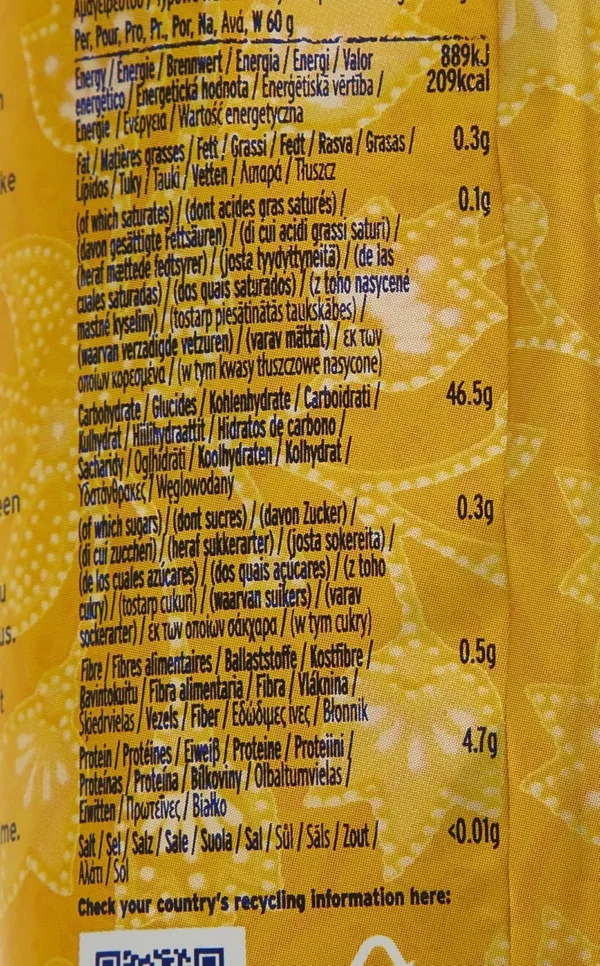 Per, Pour, Pro, Pr., Por, Na, Ανά, W 60 g
Energy / Énergie / Brennwert / Energia / Energi / Valor 889kJ
energético / Energetická hodnota / Enerģētiskā vērtība / 209kcal
Energie / Ενέργεια / Wartość energetyczna
Fat / Matières grasses / Fett / Grassi / Fedt / Rasva / Grasas / 0.3g
Lípidos / Tuky / Tauki / Vetten / Λιπαρά / Tłuszcz
(of which saturates) / (dont acides gras saturés) / 0.1g
(davon gesättigte Fettsäuren) / (di cui acidi grassi saturi) /
(heraf mættede fedtsyrer) / (josta tyydyttyneitä) / (de las
cuales saturadas) / (dos quais saturados) / (z toho nasycené
mastné kyseliny) / (tostarp piesātinātās taukskābes) /
(waarvan verzadigde vetzuren) / (varav mättat) / εκ των
οποίων κορεσμένα / (w tym kwasy tłuszczowe nasycone)
Carbohydrate / Glucides / Kohlenhydrate / Carboidrati / 46.5g
Kulhydrat / Hiilihydraattit / Hidratos de carbono /
Sacharidy / Ogļhidrāti / Koolhydraten / Kolhydrat /
Υδατάνθρακες / Węglowodany
(of which sugars) / (dont sucres) / (davon Zucker) / 0.3g
(di cui zuccheri) / (heraf sukkerarter) / (josta sokereita) /
(de los cuales azúcares) / (dos quais açúcares) / (z toho
cukry) / (tostarp cukuri) / (waarvan suikers) / (varav
sockerarter) / εκ των οποίων σάκχαρα / (w tym cukry)
Fibre / Fibres alimentaires / Ballaststoffe / Kostfibre / 0.5g
Ravintokuitu / Fibra alimentaria / Fibra / Vláknina /
Šķiedrvielas / Vezels / Fiber / Εδώδιμες ίνες / Błonnik
Protein / Protéines / Eiweiß / Proteine / Proteiini / 4.7g
Proteínas / Proteína / Bílkoviny / Olbaltumvielas /
Eiwitten / Πρωτεΐνες / Białko
Salt / Sel / Salz / Sale / Suola / Sal / Sůl / Sāls / Zout / <0.01g
Αλάτι / Sól
Check your country's recycling information here:
ke
een
u
us.
t
me.